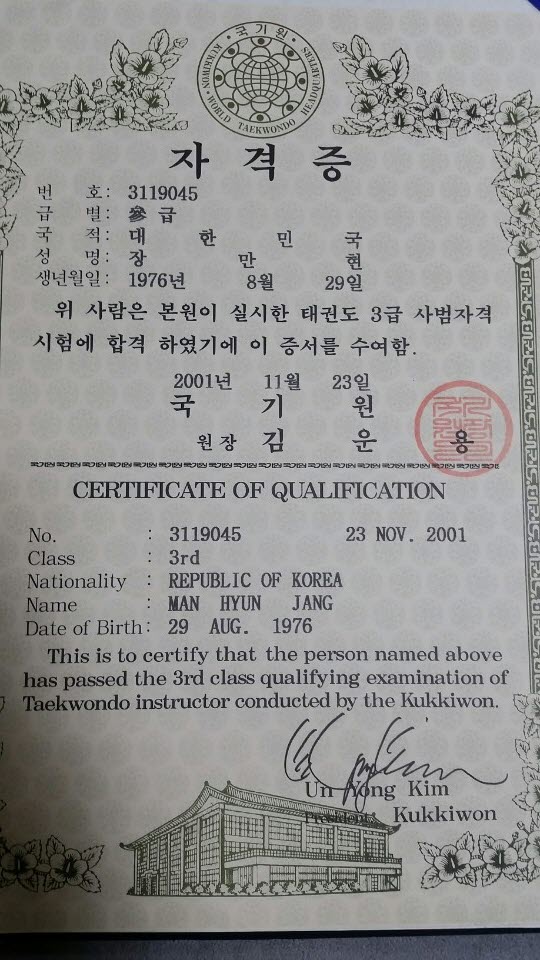 국기원
KUKKIWON · WORLD TAEKWONDO HEADQUARTERS
자격증
번 호: 3119045
급 별: 參 급
국 적: 대 한 민 국
성 명: 장 만 현
생년월일: 1976年 8월 29일
위 사람은 본원이 실시한 태권도 3급 사범자격
시험에 합격 하였기에 이 증서를 수여함.
2001년 11월 23일
국 기 원
원장 김 운 용
CERTIFICATE OF QUALIFICATION
No. : 3119045 23 NOV. 2001
Class : 3rd
Nationality : REPUBLIC OF KOREA
Name : MAN HYUN JANG
Date of Birth: 29 AUG. 1976
This is to certify that the person named above
has passed the 3rd class qualifying examination of
Taekwondo instructor conducted by the Kukkiwon.
Un Yong Kim
President, Kukkiwon